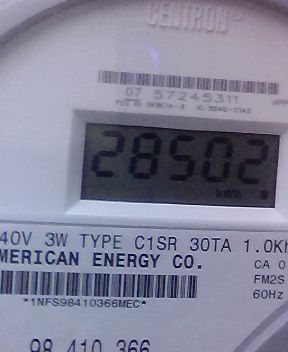 CENTRON®
07 57245311
28502
kWh
40V 3W TYPE C1SR 30TA 1.0Kh
MERICAN ENERGY CO.
CA 0
FM2S
60Hz
*1NFS98410366MEC*
98 410 366